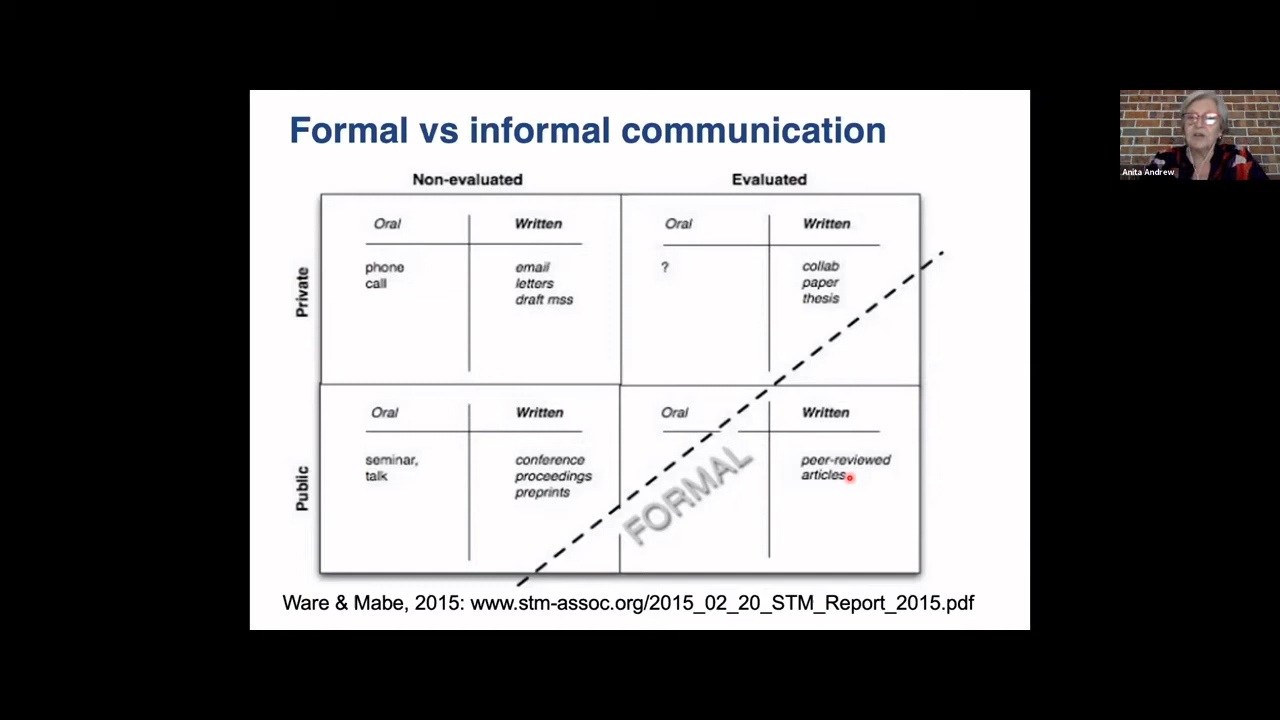 Formal vs informal communication
Non-evaluated Evaluated
Private
Oral Written Oral Written
phone email ? collab
call letters paper
draft mss thesis
Public
Oral Written Oral Written
seminar, conference peer-reviewed
talk proceedings articles
preprints
FORMAL
Ware & Mabe, 2015: www.stm-assoc.org/2015_02_20_STM_Report_2015.pdf
Anita Andrew